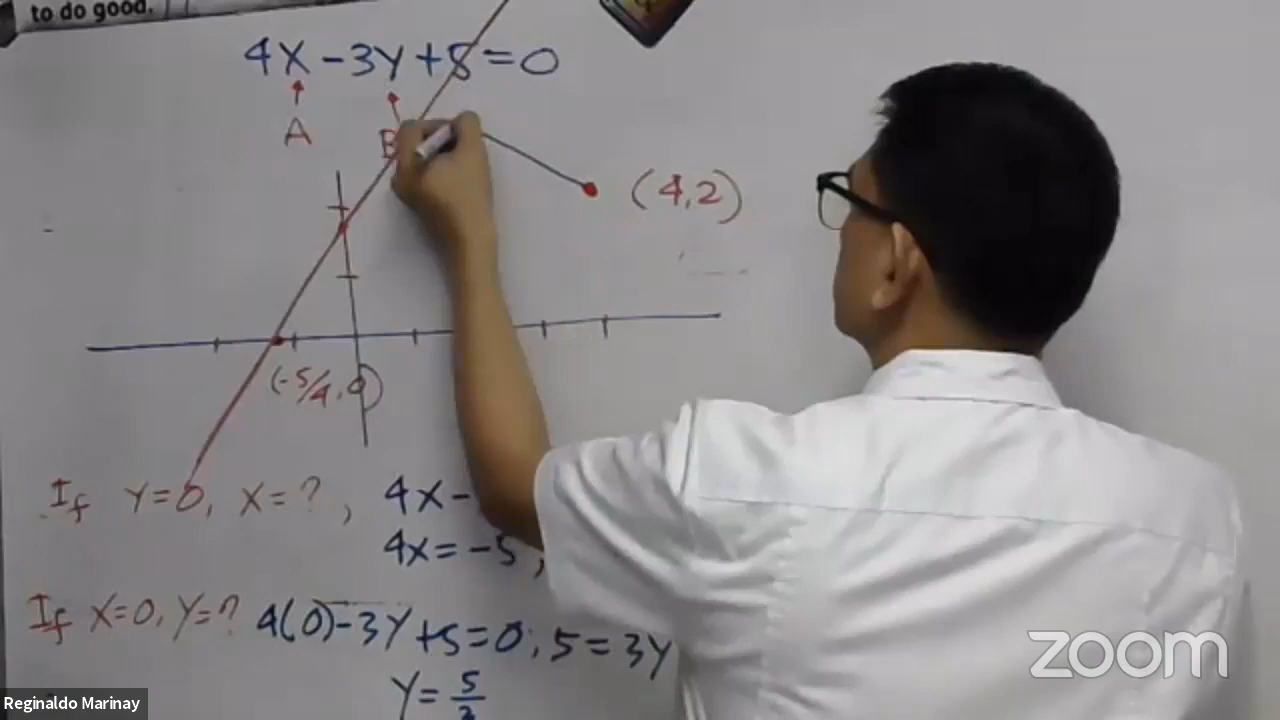 to do good.
4X-3Y+5=0
A
B
(4,2)
(-5/4,0)
If Y=0, X=?, 4X-
4X=-5,
If X=0, Y=? 4(0)-3Y+5=0; 5=3Y
Y=5/3
zoom
Reginaldo Marinay